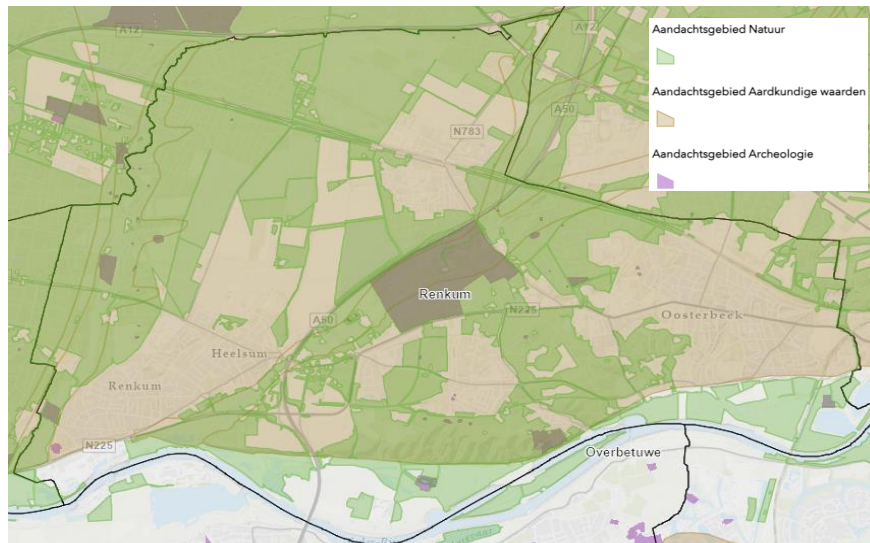 Aandachtsgebied Natuur
Aandachtsgebied Aardkundige waarden
Aandachtsgebied Archeologie
A12
A12
A50
N783
Renkum
N225
A50
Oosterbeek
Heelsum
Renkum
N225
Overbetuwe